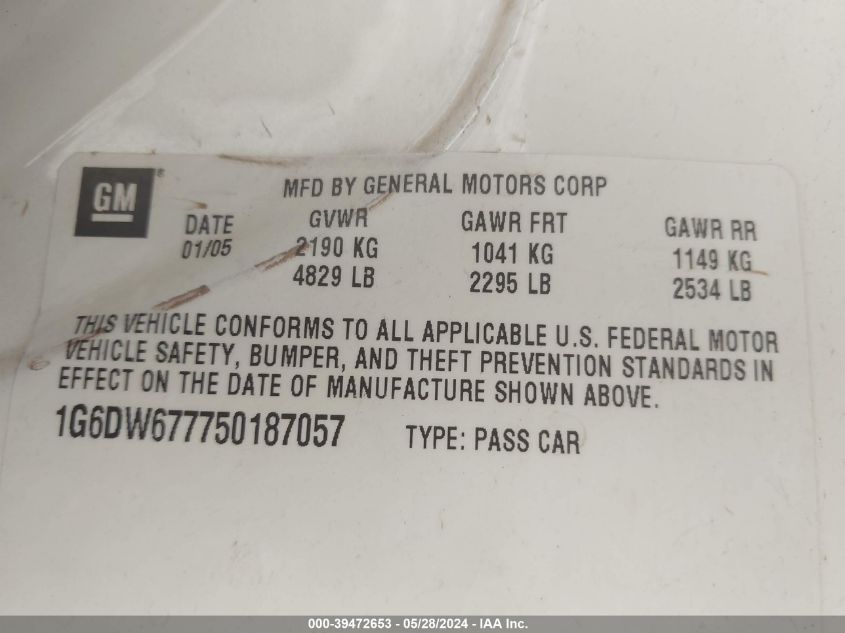 GM®
MFD BY GENERAL MOTORS CORP
DATE GVWR GAWR FRT GAWR RR
01/05 2190 KG 1041 KG 1149 KG
4829 LB 2295 LB 2534 LB
THIS VEHICLE CONFORMS TO ALL APPLICABLE U.S. FEDERAL MOTOR
VEHICLE SAFETY, BUMPER, AND THEFT PREVENTION STANDARDS IN
EFFECT ON THE DATE OF MANUFACTURE SHOWN ABOVE.
1G6DW677750187057 TYPE: PASS CAR
000-39472653 - 05/28/2024 - IAA Inc.